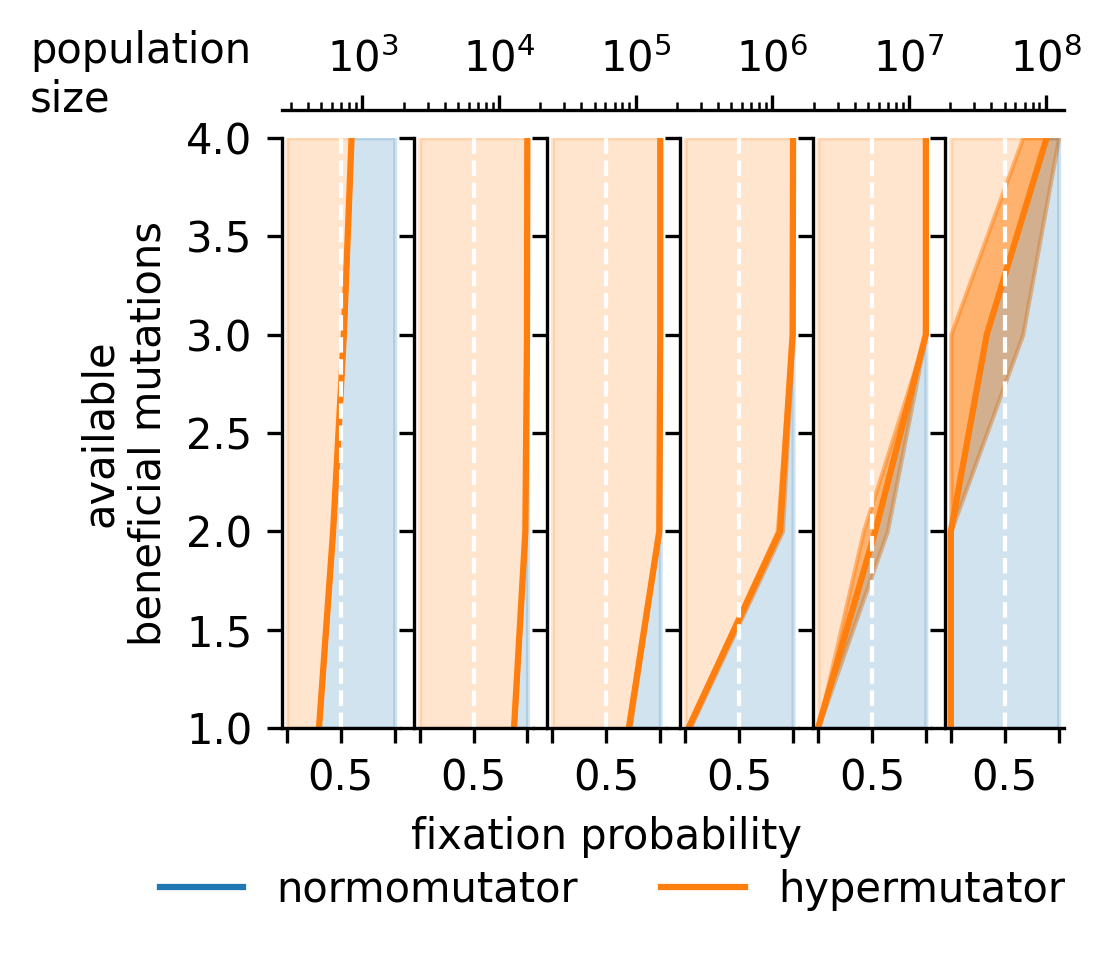 population
size
10³ 10⁴ 10⁵ 10⁶ 10⁷ 10⁸
4.0
3.5
3.0
2.5
2.0
1.5
1.0
available
beneficial mutations
0.5 0.5 0.5 0.5 0.5 0.5
fixation probability
normomutator hypermutator